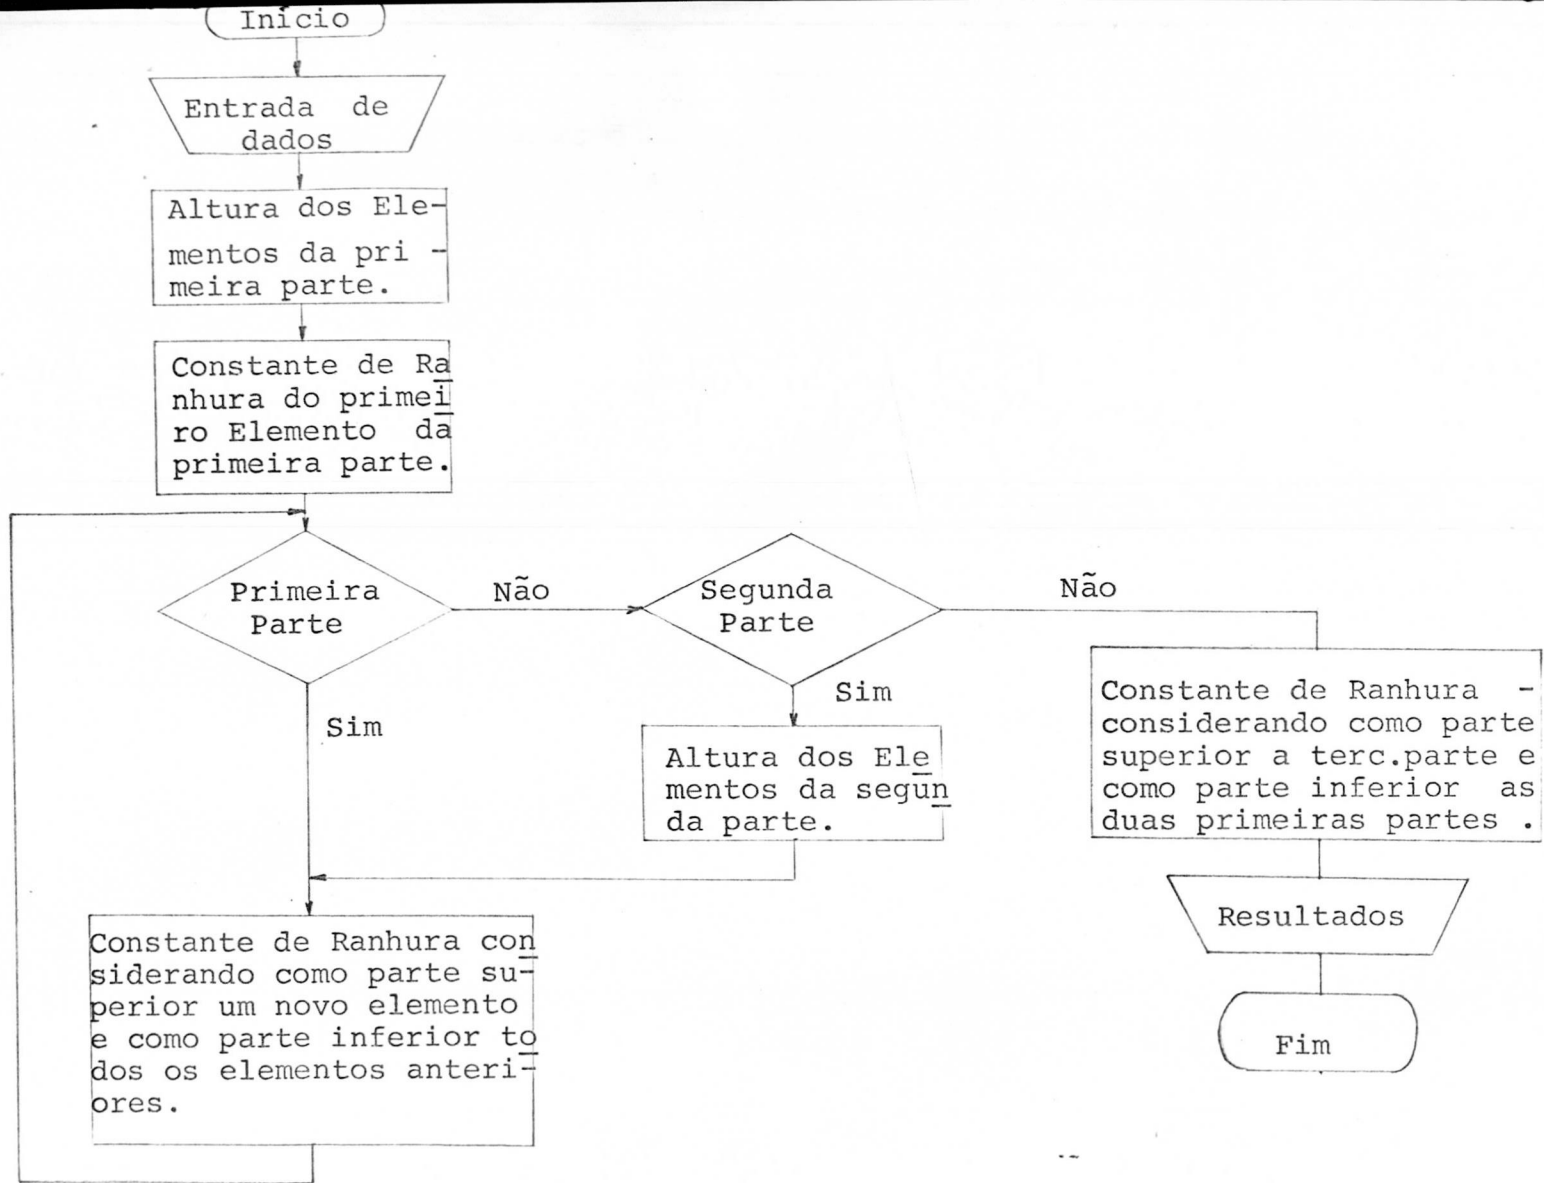 Início
Entrada de
dados
Altura dos Ele-
mentos da pri -
meira parte.
Constante de Ra
nhura do primei
ro Elemento da
primeira parte.
Primeira
Parte
Não
Segunda
Parte
Não
Sim
Sim
Altura dos Ele
mentos da segun
da parte.
Constante de Ranhura -
considerando como parte
superior a terc.parte e
como parte inferior as
duas primeiras partes .
Resultados
Fim
Constante de Ranhura con
siderando como parte su-
perior um novo elemento
e como parte inferior to
dos os elementos anteri-
ores.